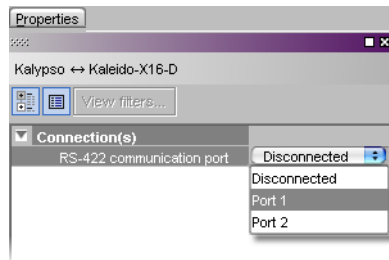 Properties
Kalypso ↔ Kaleido-X16-D
View filters...
Connection(s)
RS-422 communication port Disconnected
Disconnected
Port 1
Port 2